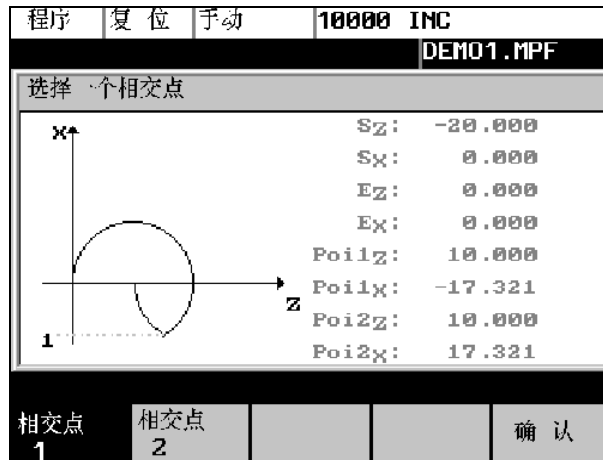 程序 复 位 手动 10000 INC
DEMO1.MPF
选择一个相交点
X
Sz: -20.000
Sx: 0.000
Ez: 0.000
Ex: 0.000
Poi1z: 10.000
Poi1x: -17.321
Z
Poi2z: 10.000
1
Poi2x: 17.321
相交点 1
相交点 2
确 认